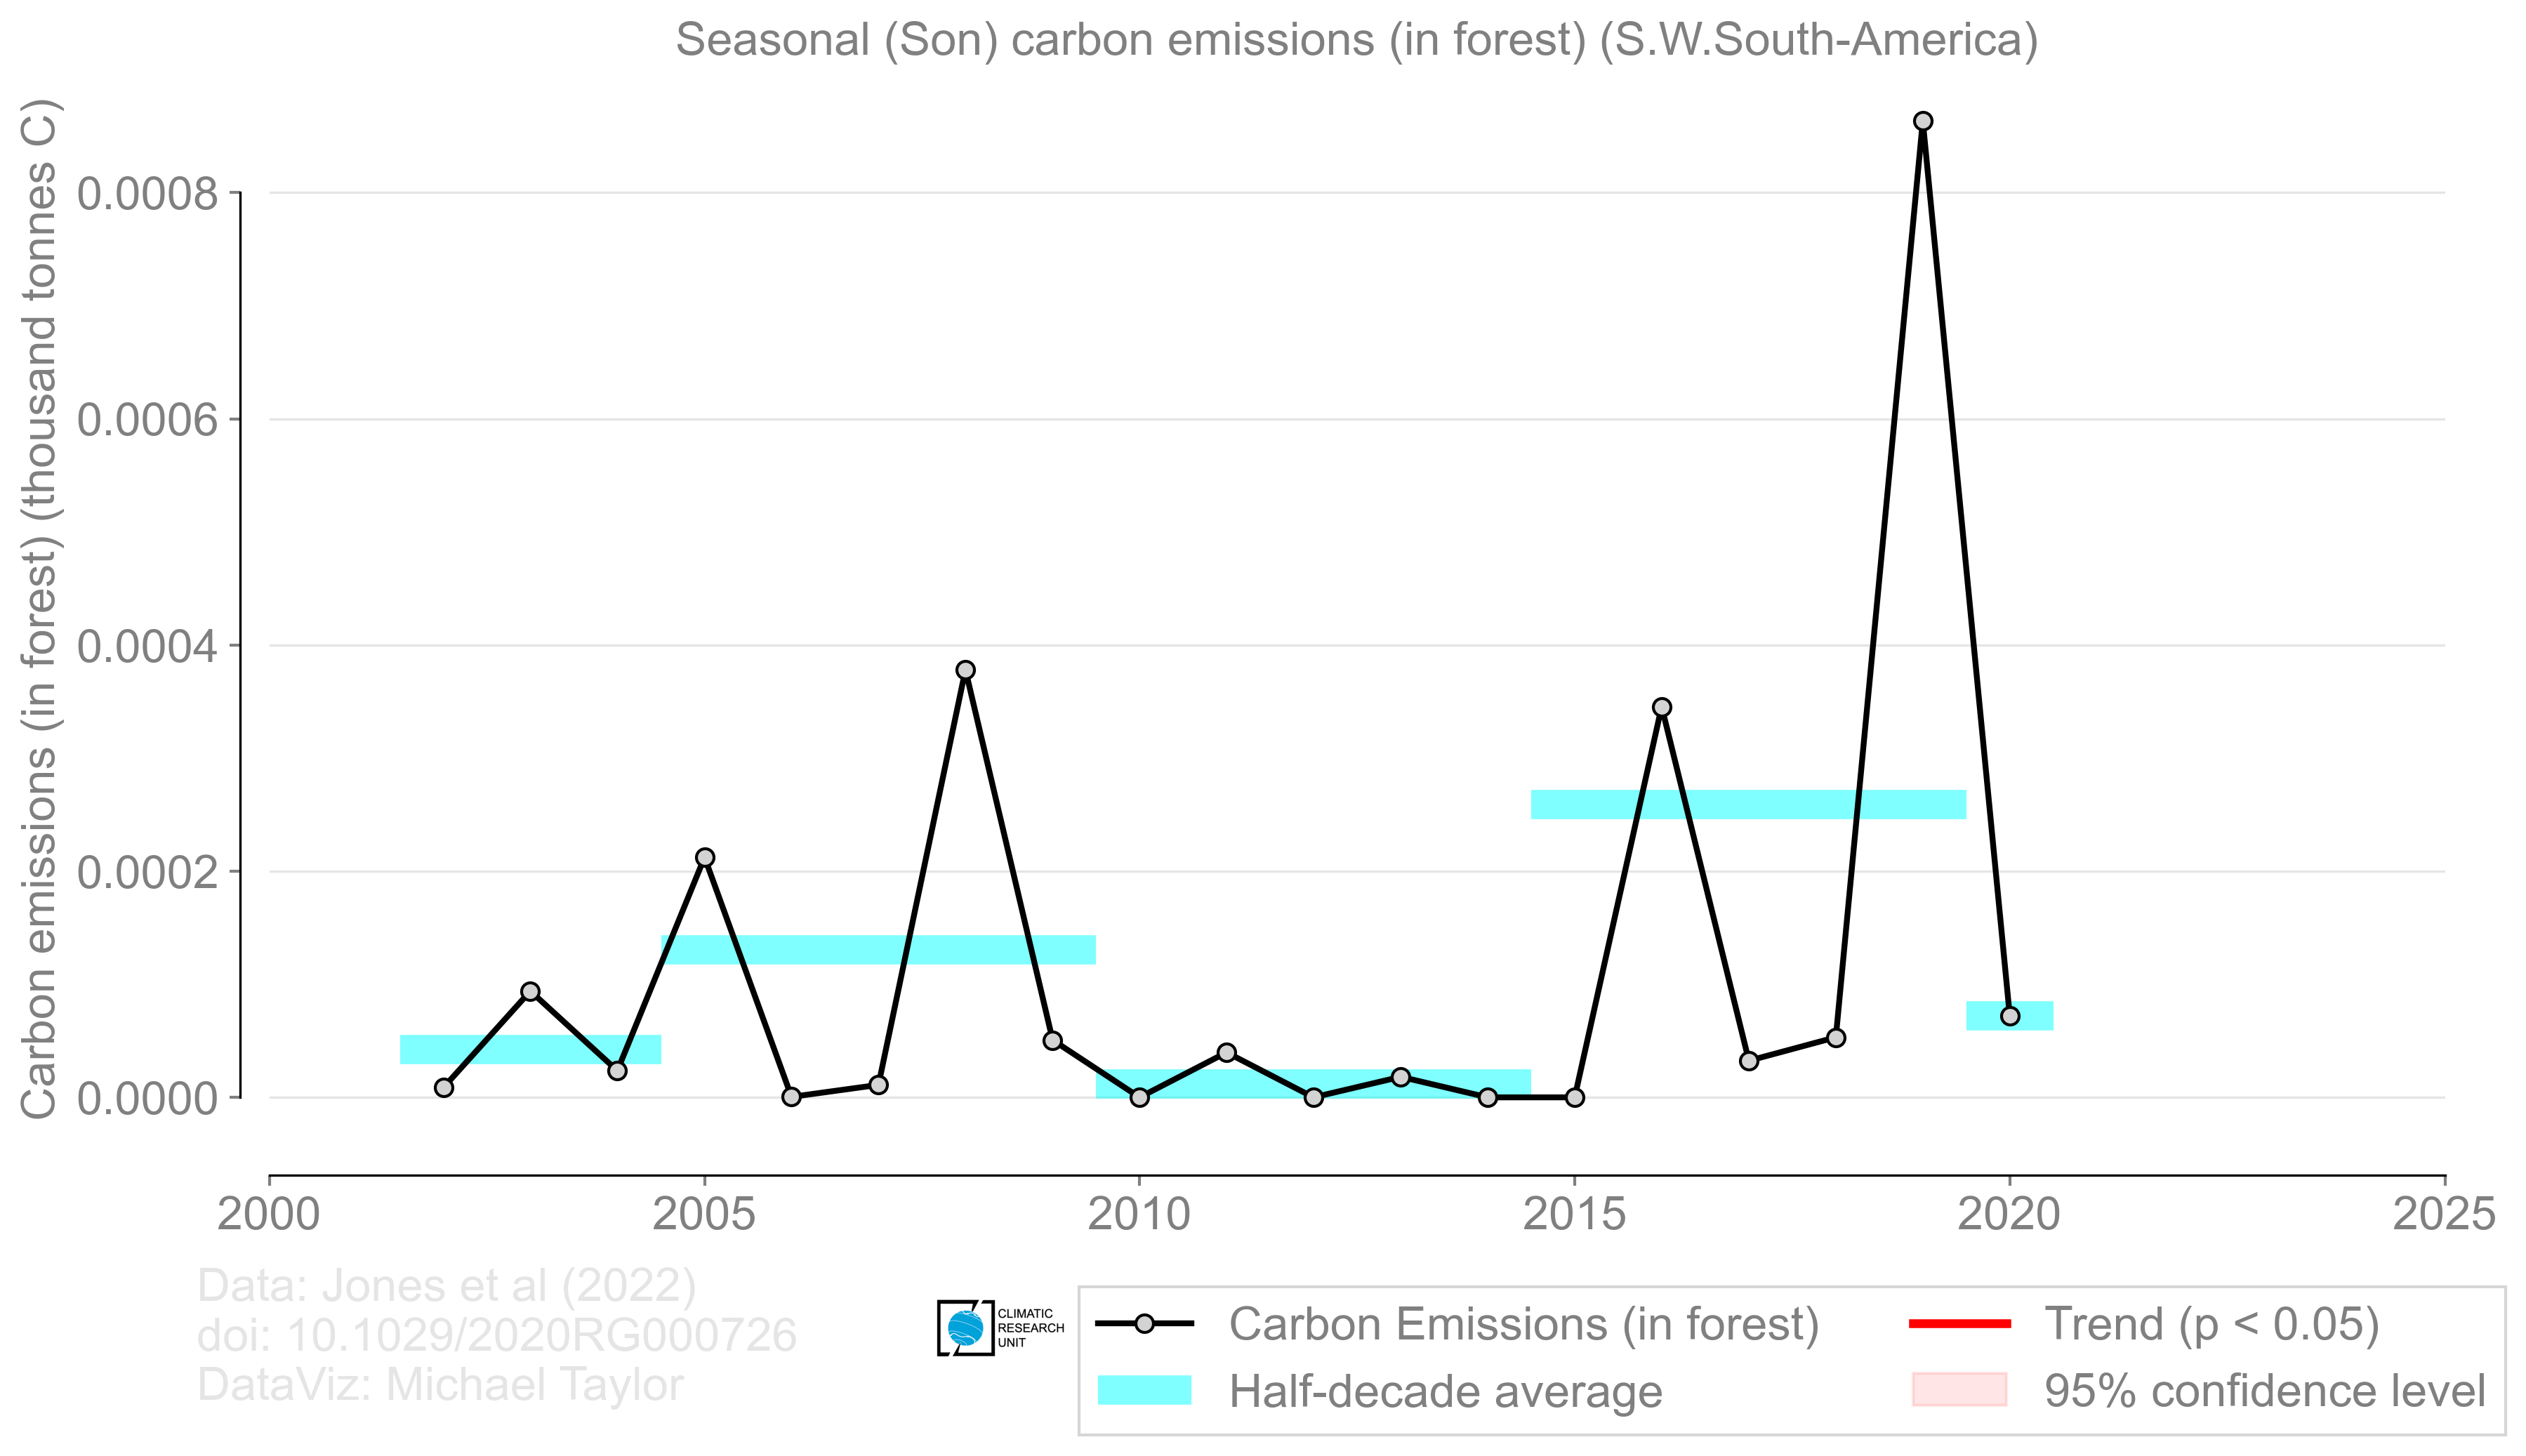 Seasonal (Son) carbon emissions (in forest) (S.W.South-America)
Carbon emissions (in forest) (thousand tonnes C)
0.0008
0.0006
0.0004
0.0002
0.0000
2000
2005
2010
2015
2020
2025
Data: Jones et al (2022)
doi: 10.1029/2020RG000726
DataViz: Michael Taylor
CLIMATIC
RESEARCH
UNIT
Carbon Emissions (in forest)
Half-decade average
Trend (p < 0.05)
95% confidence level